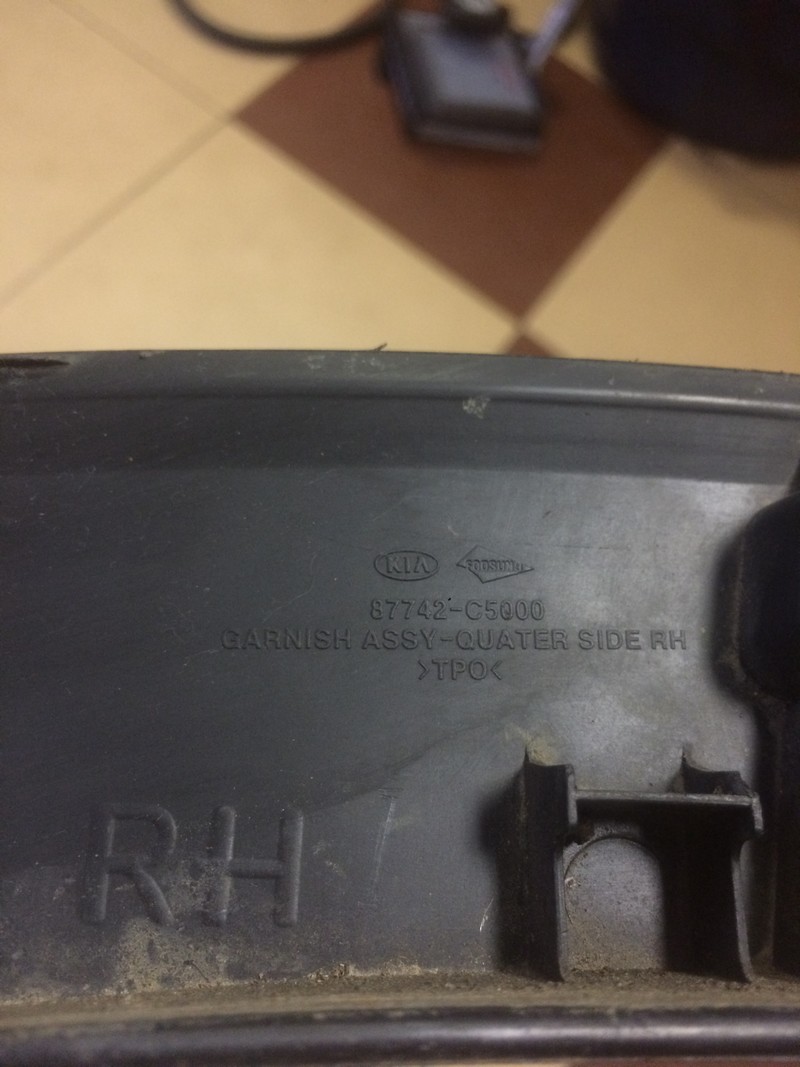 KIA
87742-C5000
GARNISH ASSY-QUATER SIDE RH
>TPO<
RH